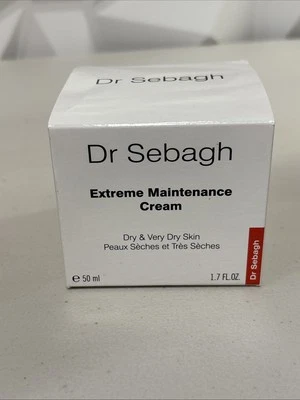 Dr Sebagh
Dr Sebagh
Extreme Maintenance
Cream
Dry & Very Dry Skin
Peaux Sèches et Très Sèches
℮ 50 ml
1.7 FL.OZ.
Dr Sebagh